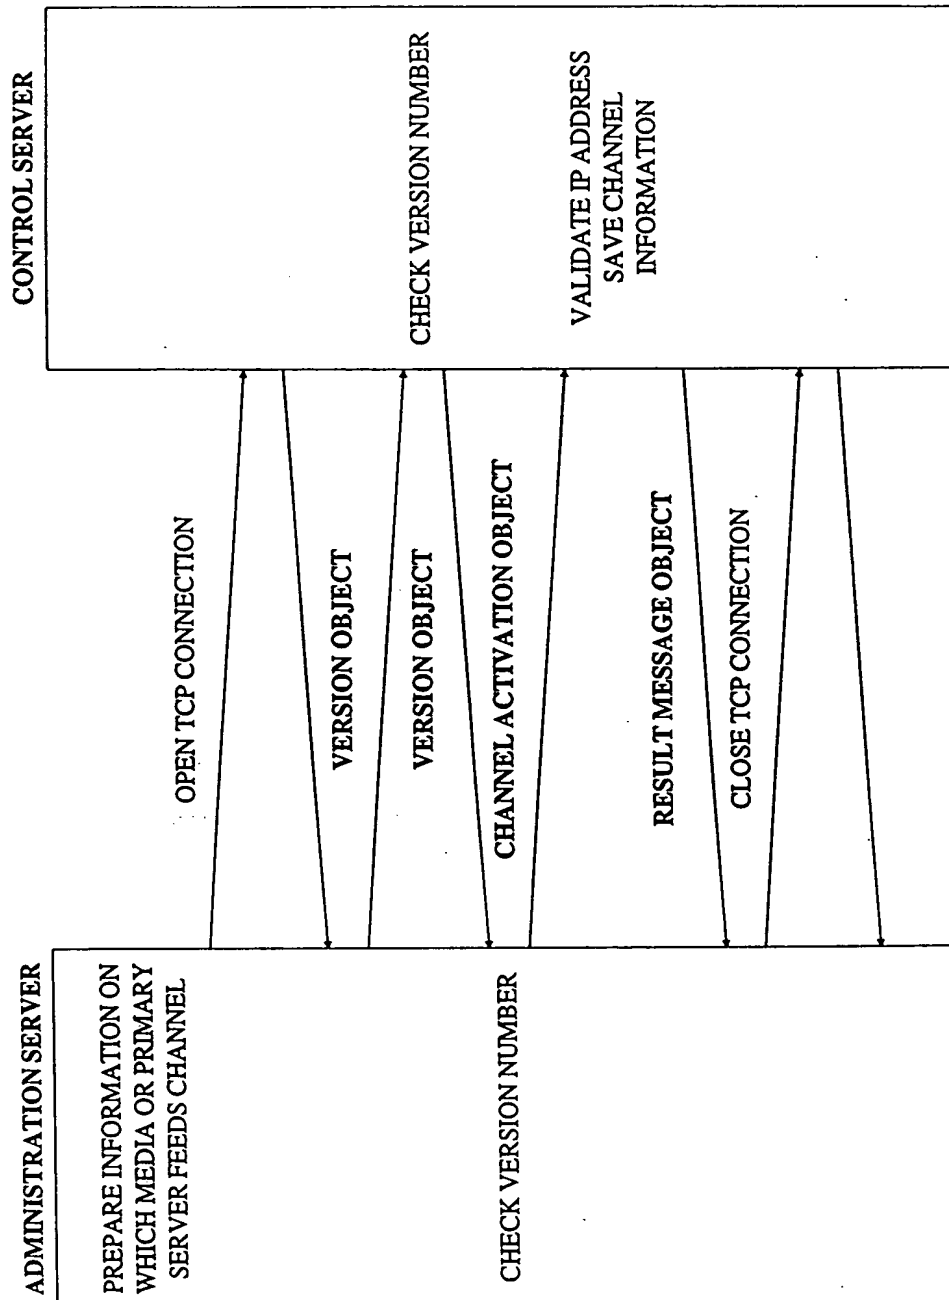 ADMINISTRATION SERVER
CONTROL SERVER
PREPARE INFORMATION ON
WHICH MEDIA OR PRIMARY
SERVER FEEDS CHANNEL
OPEN TCP CONNECTION
VERSION OBJECT
VERSION OBJECT
CHECK VERSION NUMBER
CHANNEL ACTIVATION OBJECT
CHECK VERSION NUMBER
VALIDATE IP ADDRESS
SAVE CHANNEL
INFORMATION
RESULT MESSAGE OBJECT
CLOSE TCP CONNECTION